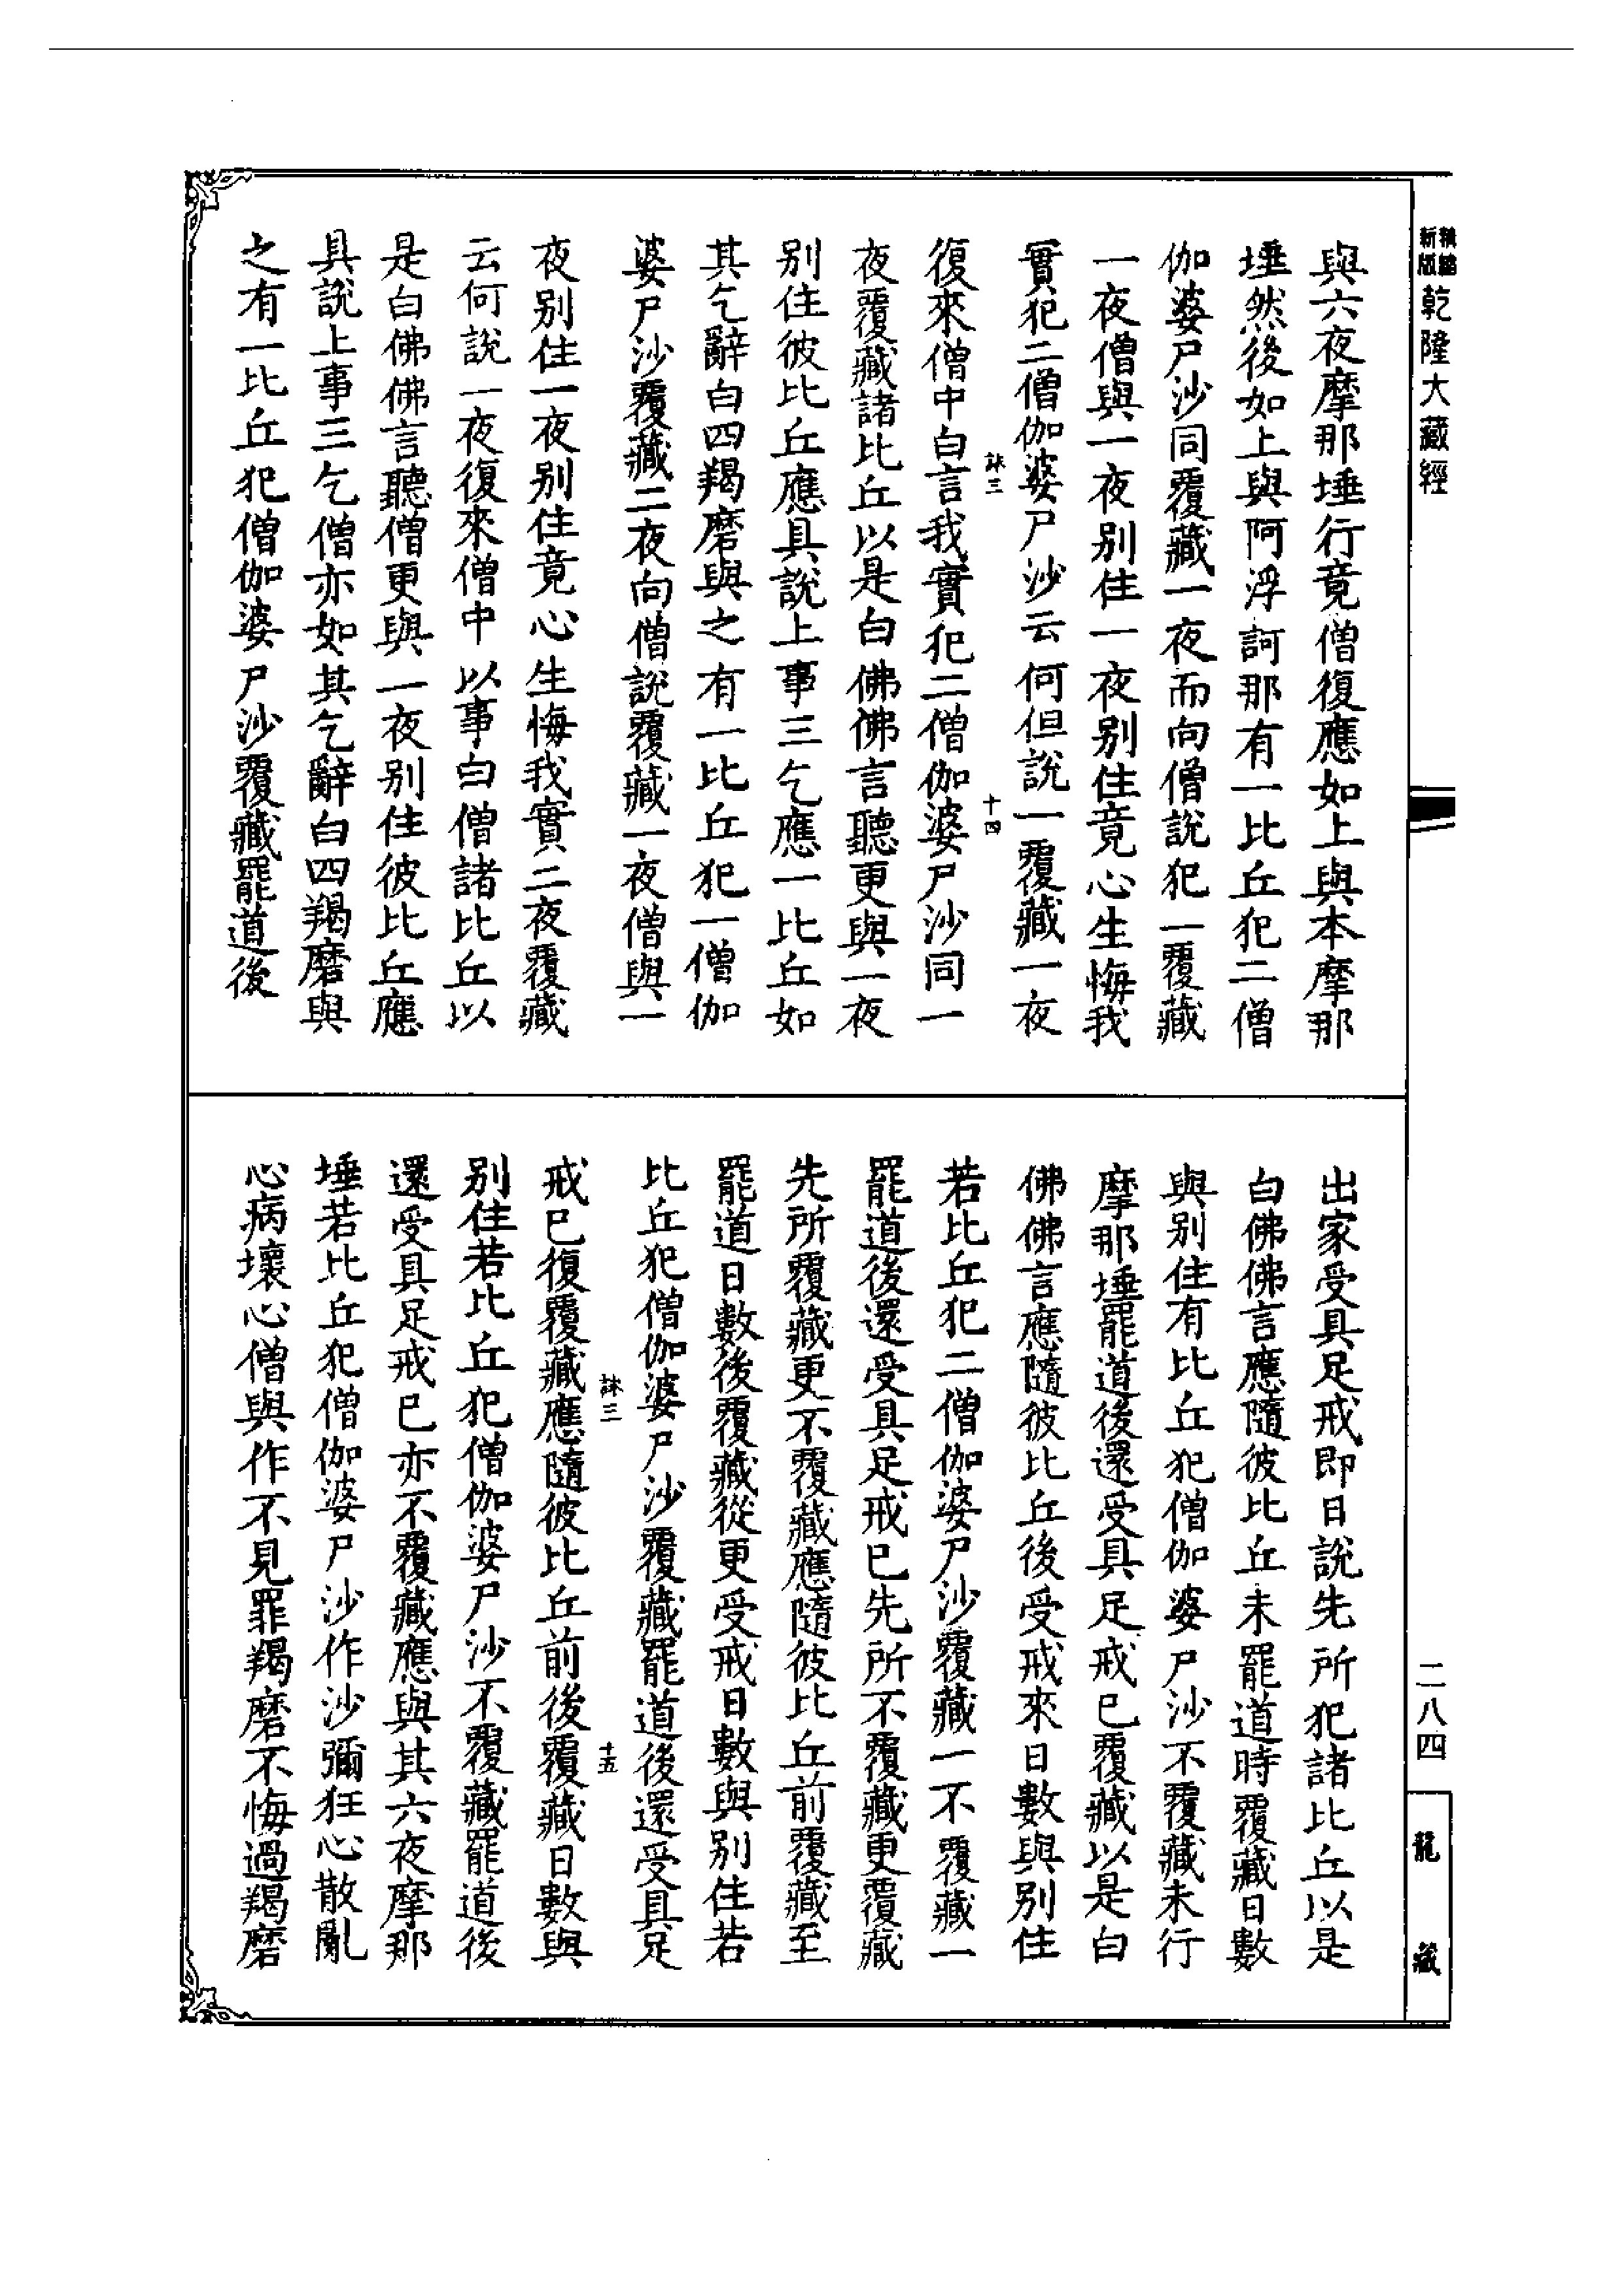 精縮新版乾隆大藏經
與六夜摩那埵行竟僧復應如上與本摩那
埵然後如上與阿浮訶那有一比丘犯二僧
伽婆尸沙同覆藏一夜而向僧說犯一覆藏
一夜僧與一夜別住一夜別住竟心生悔我
實犯二僧伽婆尸沙云何但說一覆藏一夜
復來僧中白言我實犯二僧伽婆尸沙同一
夜覆藏諸比丘以是白佛佛言聽更與一夜
別住彼比丘應具說上事三乞應一比丘如
其乞辭白四羯磨與之有一比丘犯一僧伽
婆尸沙覆藏二夜向僧說覆藏一夜僧與一
夜別住一夜別住竟心生悔我實二夜覆藏
云何說一夜復來僧中以事白僧諸比丘以
是白佛佛言聽僧更與一夜別住彼比丘應
具說上事三乞僧亦如其乞辭白四羯磨與
之有一比丘犯僧伽婆尸沙覆藏罷道後
三
十四
出家受具足戒即日說先所犯諸比丘以是
白佛佛言應隨彼比丘未罷道時覆藏日數
與別住有比丘犯僧伽婆尸沙不覆藏未行
摩那埵罷道後還受具足戒已覆藏以是白
佛佛言應隨彼比丘後受戒來日數與別住
若比丘犯二僧伽婆尸沙一覆藏一不覆藏一
罷道後還受具足戒已先所不覆藏更覆藏
先所覆藏更不覆藏應隨彼比丘前覆藏至
罷道日數後覆藏從更受戒日數與別住若
比丘犯僧伽婆尸沙覆藏罷道後還受具足
戒已復覆藏應隨彼比丘前後覆藏日數與
別住若比丘犯僧伽婆尸沙不覆藏罷道後
還受具足戒已亦不覆藏應與其六夜摩那
埵若比丘犯僧伽婆尸沙作沙彌狂心散亂
心病壞心僧與作不見罪羯磨不悔過羯磨
三
十五
二八四
龍藏